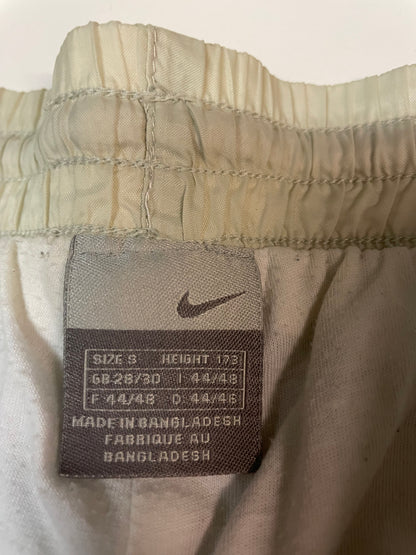 SIZE S HEIGHT 173
GB 28/30 I 44/48
F 44/48 D 44/46
MADE IN BANGLADESH
FABRIQUE AU
BANGLADESH